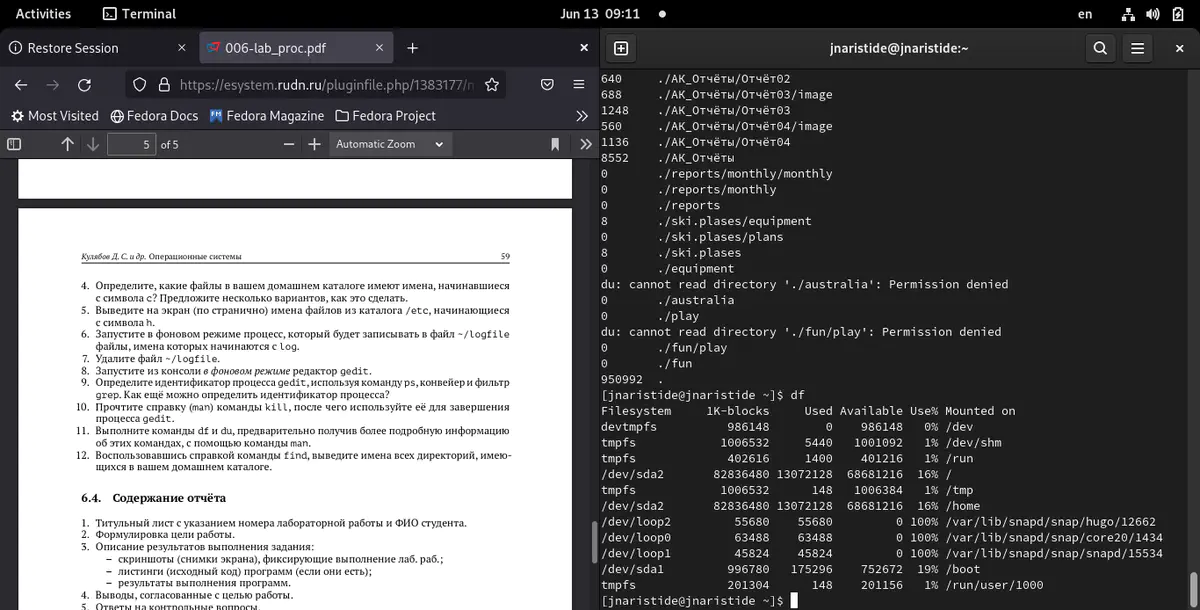 Activities
Terminal
Jun 13 09:11
en
Restore Session
006-lab_proc.pdf
https://esystem.rudn.ru/pluginfile.php/1383177/
Most Visited
Fedora Docs
Fedora Magazine
Fedora Project
5 of 5
Automatic Zoom
Кулябов Д. С. и др. Операционные системы 59
4. Определите, какие файлы в вашем домашнем каталоге имеют имена, начинавшиеся
с символа c? Предложите несколько вариантов, как это сделать.
5. Выведите на экран (по странично) имена файлов из каталога /etc, начинающиеся
с символа h.
6. Запустите в фоновом режиме процесс, который будет записывать в файл ~/logfile
файлы, имена которых начинаются с log.
7. Удалите файл ~/logfile.
8. Запустите из консоли в фоновом режиме редактор gedit.
9. Определите идентификатор процесса gedit, используя команду ps, конвейер и фильтр
grep. Как ещё можно определить идентификатор процесса?
10. Прочтите справку (man) команды kill, после чего используйте её для завершения
процесса gedit.
11. Выполните команды df и du, предварительно получив более подробную информацию
об этих командах, с помощью команды man.
12. Воспользовавшись справкой команды find, выведите имена всех директорий, имею-
щихся в вашем домашнем каталоге.
6.4. Содержание отчёта
1. Титульный лист с указанием номера лабораторной работы и ФИО студента.
2. Формулировка цели работы.
3. Описание результатов выполнения задания:
– скриншоты (снимки экрана), фиксирующие выполнение лаб. раб.;
– листинги (исходный код) программ (если они есть);
– результаты выполнения программ.
4. Выводы, согласованные с целью работы.
5. Ответы на контрольные вопросы.
jnaristide@jnaristide:~
640 ./АК_Отчёты/Отчёт02
688 ./АК_Отчёты/Отчёт03/image
1248 ./АК_Отчёты/Отчёт03
560 ./АК_Отчёты/Отчёт04/image
1136 ./АК_Отчёты/Отчёт04
8552 ./АК_Отчёты
0 ./reports/monthly/monthly
0 ./reports/monthly
0 ./reports
8 ./ski.plases/equipment
0 ./ski.plases/plans
8 ./ski.plases
0 ./equipment
du: cannot read directory './australia': Permission denied
0 ./australia
0 ./play
du: cannot read directory './fun/play': Permission denied
0 ./fun/play
0 ./fun
950992 .
[jnaristide@jnaristide ~]$ df
Filesystem 1K-blocks Used Available Use% Mounted on
devtmpfs 986148 0 986148 0% /dev
tmpfs 1006532 5440 1001092 1% /dev/shm
tmpfs 402616 1400 401216 1% /run
/dev/sda2 82836480 13072128 68681216 16% /
tmpfs 1006532 148 1006384 1% /tmp
/dev/sda2 82836480 13072128 68681216 16% /home
/dev/loop2 55680 55680 0 100% /var/lib/snapd/snap/hugo/12662
/dev/loop0 63488 63488 0 100% /var/lib/snapd/snap/core20/1434
/dev/loop1 45824 45824 0 100% /var/lib/snapd/snap/snapd/15534
/dev/sda1 996780 175296 752672 19% /boot
tmpfs 201304 148 201156 1% /run/user/1000
[jnaristide@jnaristide ~]$